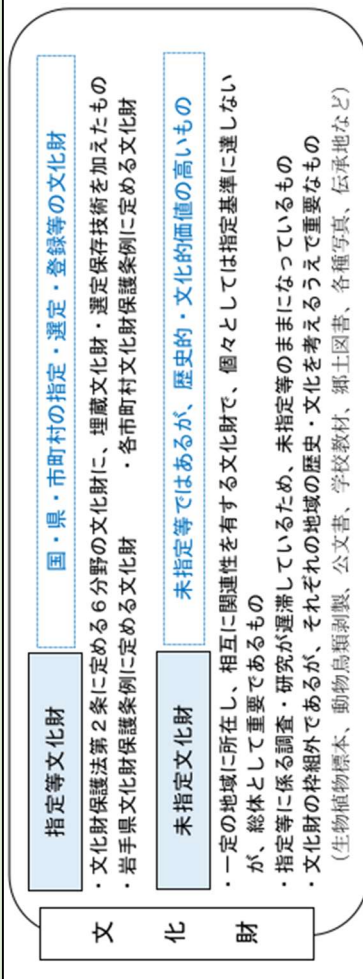 文化財
指定等文化財
国・県・市町村の指定・選定・登録等の文化財
・文化財保護法第２条に定める６分野の文化財に、埋蔵文化財・選定保存技術を加えたもの
・岩手県文化財保護条例に定める文化財　・各市町村文化財保護条例に定める文化財
未指定文化財
未指定等ではあるが、歴史的・文化的価値の高いもの
・一定の地域に所在し、相互に関連性を有する文化財で、個々としては指定基準に達しない
が、総体として重要であるもの
・指定等に係る調査・研究が遅滞しているため、未指定等のままになっているもの
・文化財の枠組外であるが、それぞれの地域の歴史・文化を考えるうえで重要なもの
（生物植物標本、動物鳥類剥製、公文書、学校教材、郷土図書、各種写真、伝承地など）